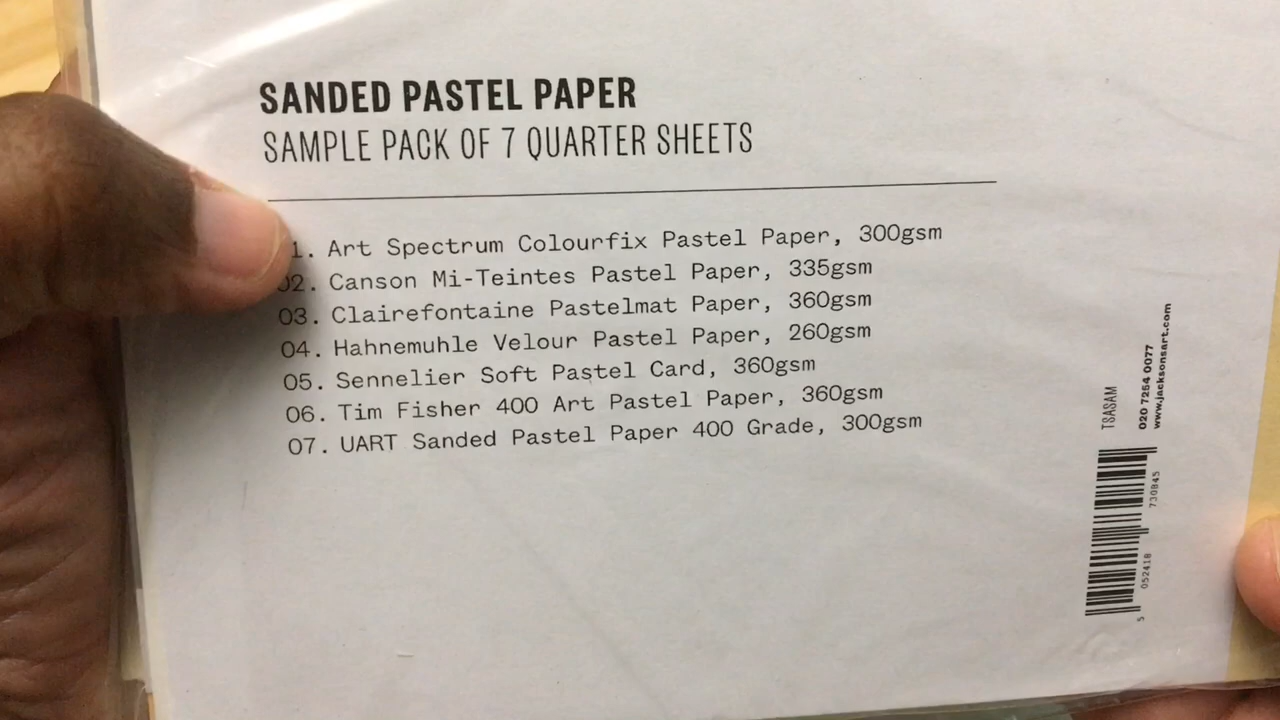 SANDED PASTEL PAPER
SAMPLE PACK OF 7 QUARTER SHEETS
1. Art Spectrum Colourfix Pastel Paper, 300gsm
02. Canson Mi-Teintes Pastel Paper, 335gsm
03. Clairefontaine Pastelmat Paper, 360gsm
04. Hahnemuhle Velour Pastel Paper, 260gsm
05. Sennelier Soft Pastel Card, 360gsm
06. Tim Fisher 400 Art Pastel Paper, 360gsm
07. UART Sanded Pastel Paper 400 Grade, 300gsm
TSASAM
020 7254 0077
www.jacksonsart.com
5 052418 730845